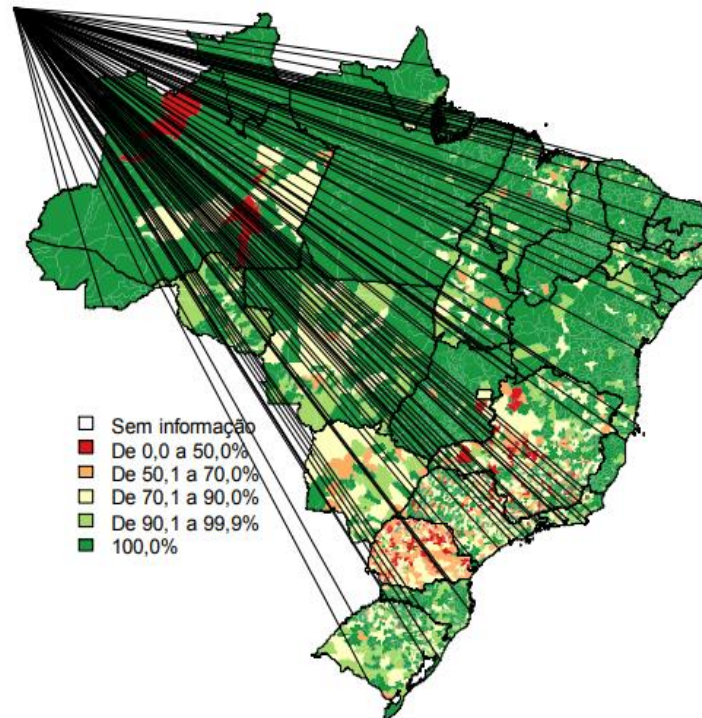 Sem informação
De 0,0 a 50,0%
De 50,1 a 70,0%
De 70,1 a 90,0%
De 90,1 a 99,9%
100,0%